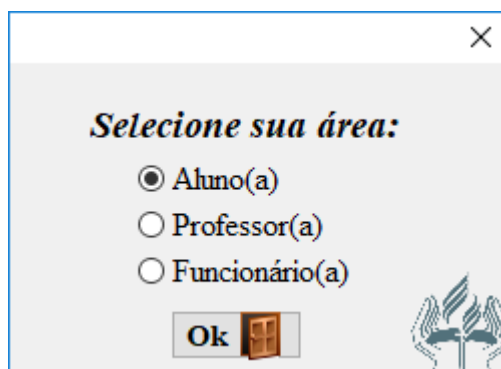 Selecione sua área:
Aluno(a)
Professor(a)
Funcionário(a)
Ok